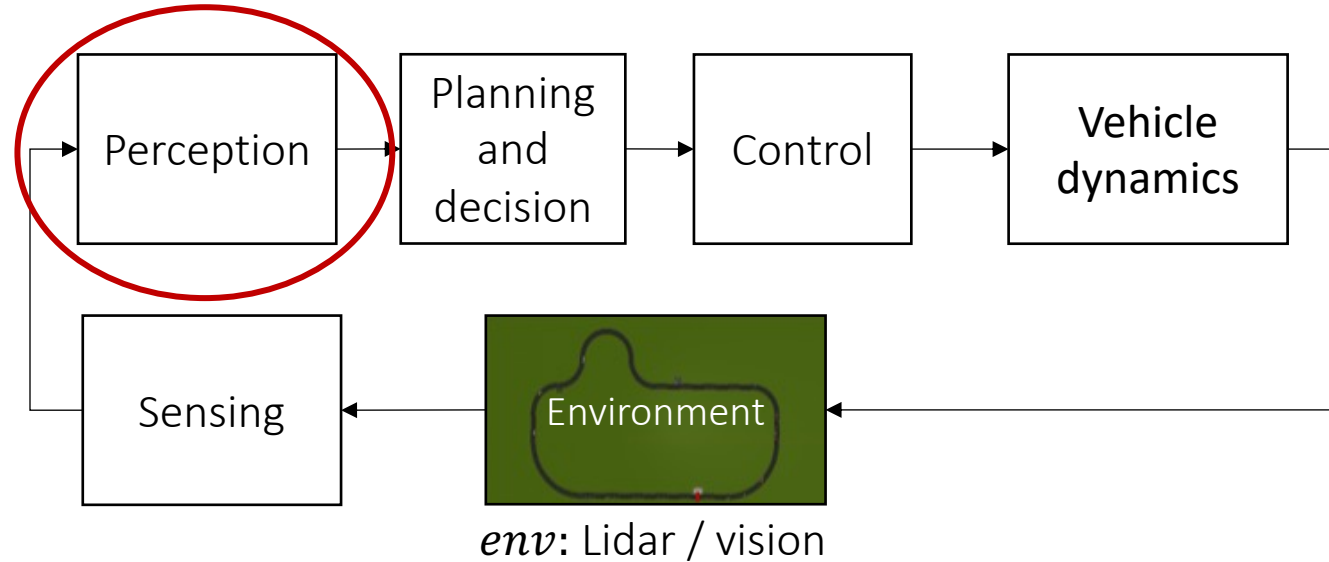 Perception
Planning
and
decision
Control
Vehicle
dynamics
Sensing
Environment
env: Lidar / vision